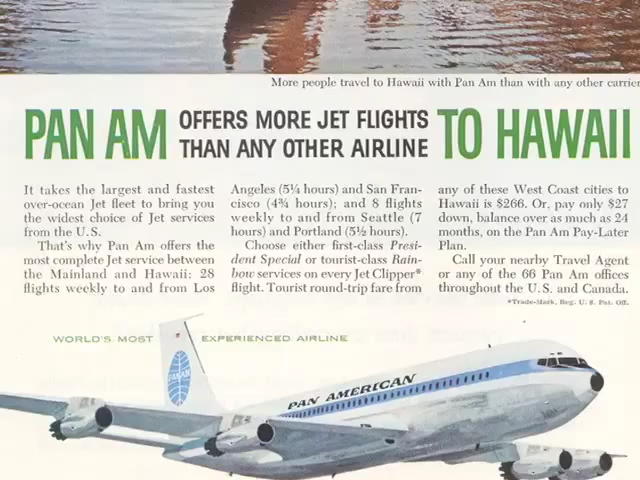 More people travel to Hawaii with Pan Am than with any other carrier
PAN AM OFFERS MORE JET FLIGHTS THAN ANY OTHER AIRLINE TO HAWAII
It takes the largest and fastest
over-ocean Jet fleet to bring you
the widest choice of Jet services
from the U.S.
That's why Pan Am offers the
most complete Jet service between
the Mainland and Hawaii: 28
flights weekly to and from Los
Angeles (5¼ hours) and San Fran-
cisco (4¾ hours); and 8 flights
weekly to and from Seattle (7
hours) and Portland (5½ hours).
Choose either first-class Presi-
dent Special or tourist-class Rain-
bow services on every Jet Clipper*
flight. Tourist round-trip fare from
any of these West Coast cities to
Hawaii is $266. Or, pay only $27
down, balance over as much as 24
months, on the Pan Am Pay-Later
Plan.
Call your nearby Travel Agent
or any of the 66 Pan Am offices
throughout the U.S. and Canada.
*Trade-Mark, Reg. U. S. Pat. Off.
WORLD'S MOST EXPERIENCED AIRLINE
PAN AM
PAN AMERICAN